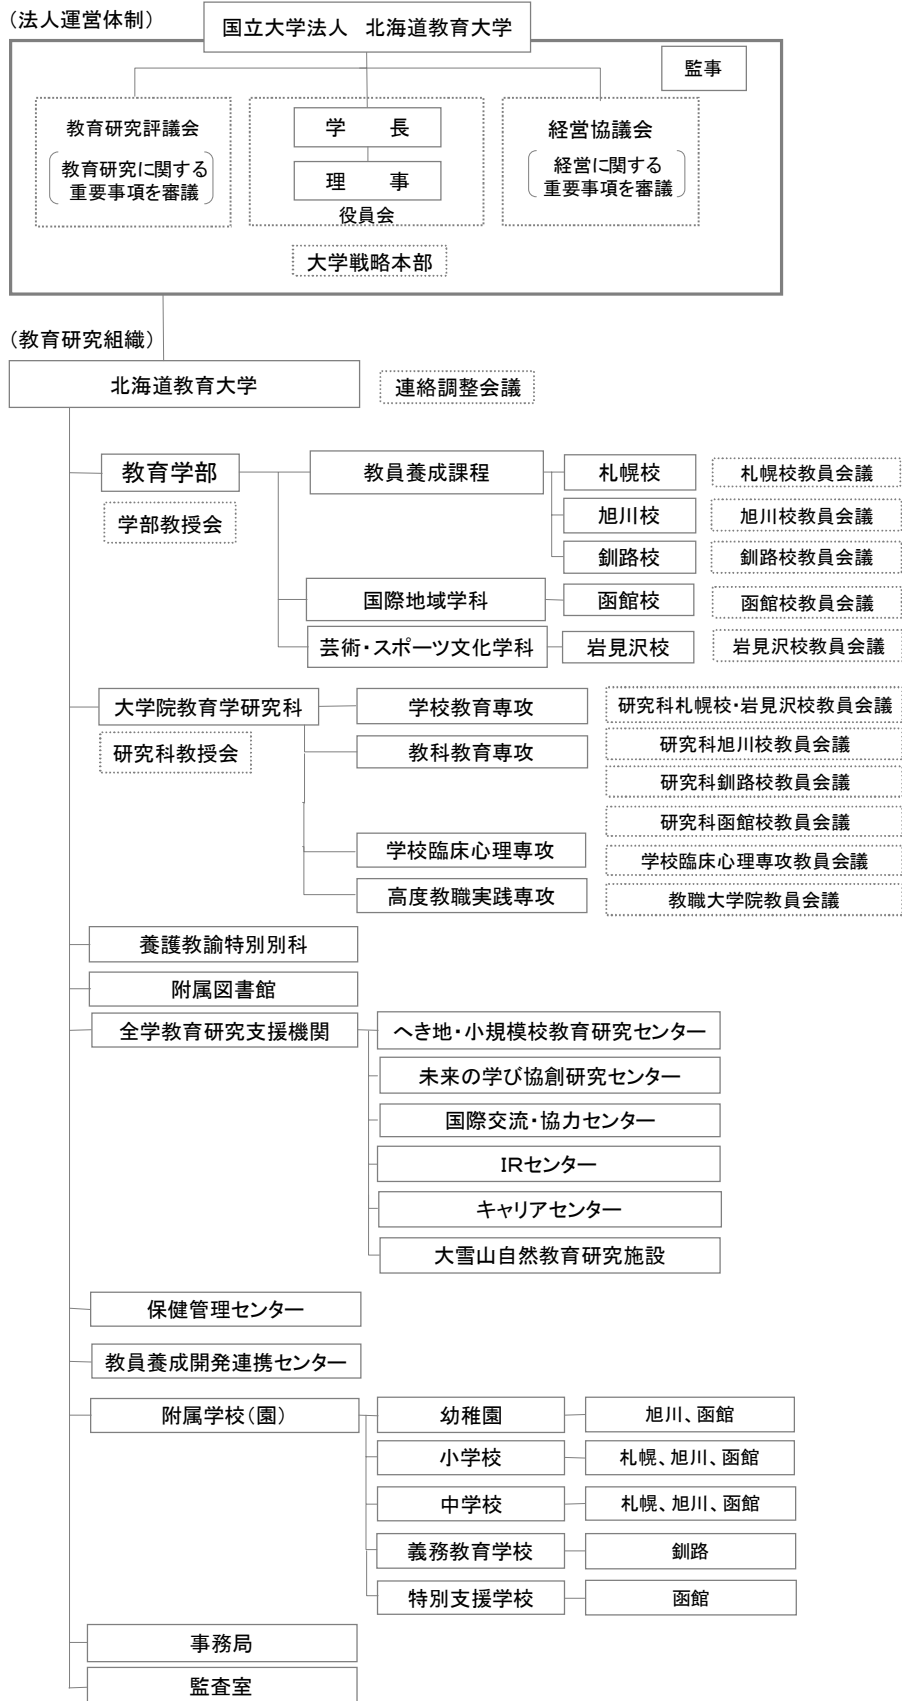 （法人運営体制）
国立大学法人　北海道教育大学
監事
教育研究評議会
教育研究に関する
重要事項を審議
学　長
理　事
役員会
経営協議会
経営に関する
重要事項を審議
大学戦略本部
（教育研究組織）
北海道教育大学
連絡調整会議
教育学部
学部教授会
教員養成課程
札幌校
札幌校教員会議
旭川校
旭川校教員会議
釧路校
釧路校教員会議
国際地域学科
函館校
函館校教員会議
芸術・スポーツ文化学科
岩見沢校
岩見沢校教員会議
大学院教育学研究科
研究科教授会
学校教育専攻
研究科札幌校・岩見沢校教員会議
教科教育専攻
研究科旭川校教員会議
研究科釧路校教員会議
研究科函館校教員会議
学校臨床心理専攻
学校臨床心理専攻教員会議
高度教職実践専攻
教職大学院教員会議
養護教諭特別別科
附属図書館
全学教育研究支援機関
へき地・小規模校教育研究センター
未来の学び協創研究センター
国際交流・協力センター
IRセンター
キャリアセンター
大雪山自然教育研究施設
保健管理センター
教員養成開発連携センター
附属学校（園）
幼稚園
旭川、函館
小学校
札幌、旭川、函館
中学校
札幌、旭川、函館
義務教育学校
釧路
特別支援学校
函館
事務局
監査室